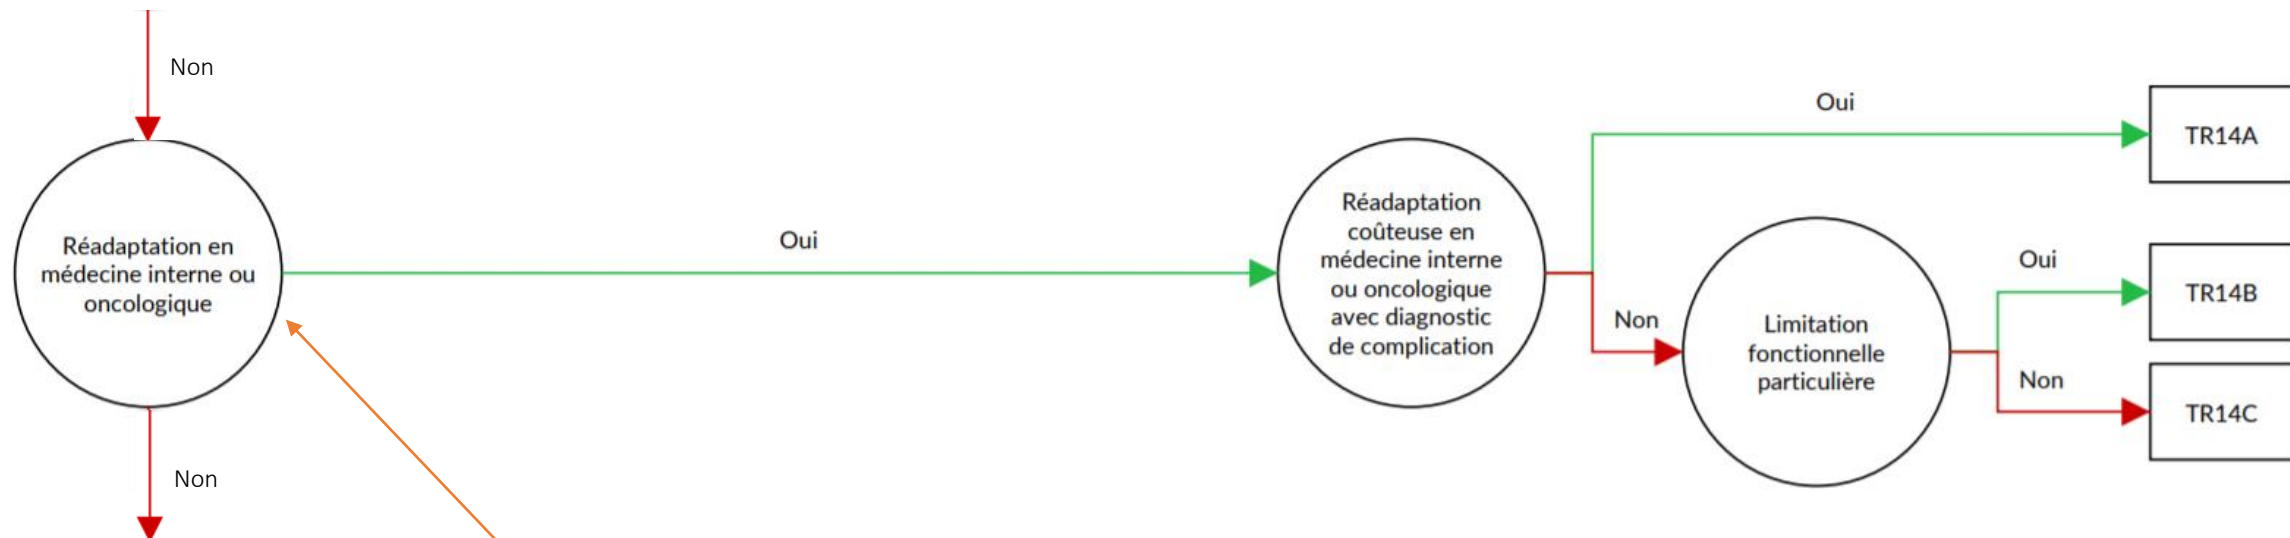 Non
Réadaptation en
médecine interne ou
oncologique
Non
Oui
Réadaptation
coûteuse en
médecine interne
ou oncologique
avec diagnostic
de complication
Oui
TR14A
Non
Limitation
fonctionnelle
particulière
Oui
TR14B
Non
TR14C